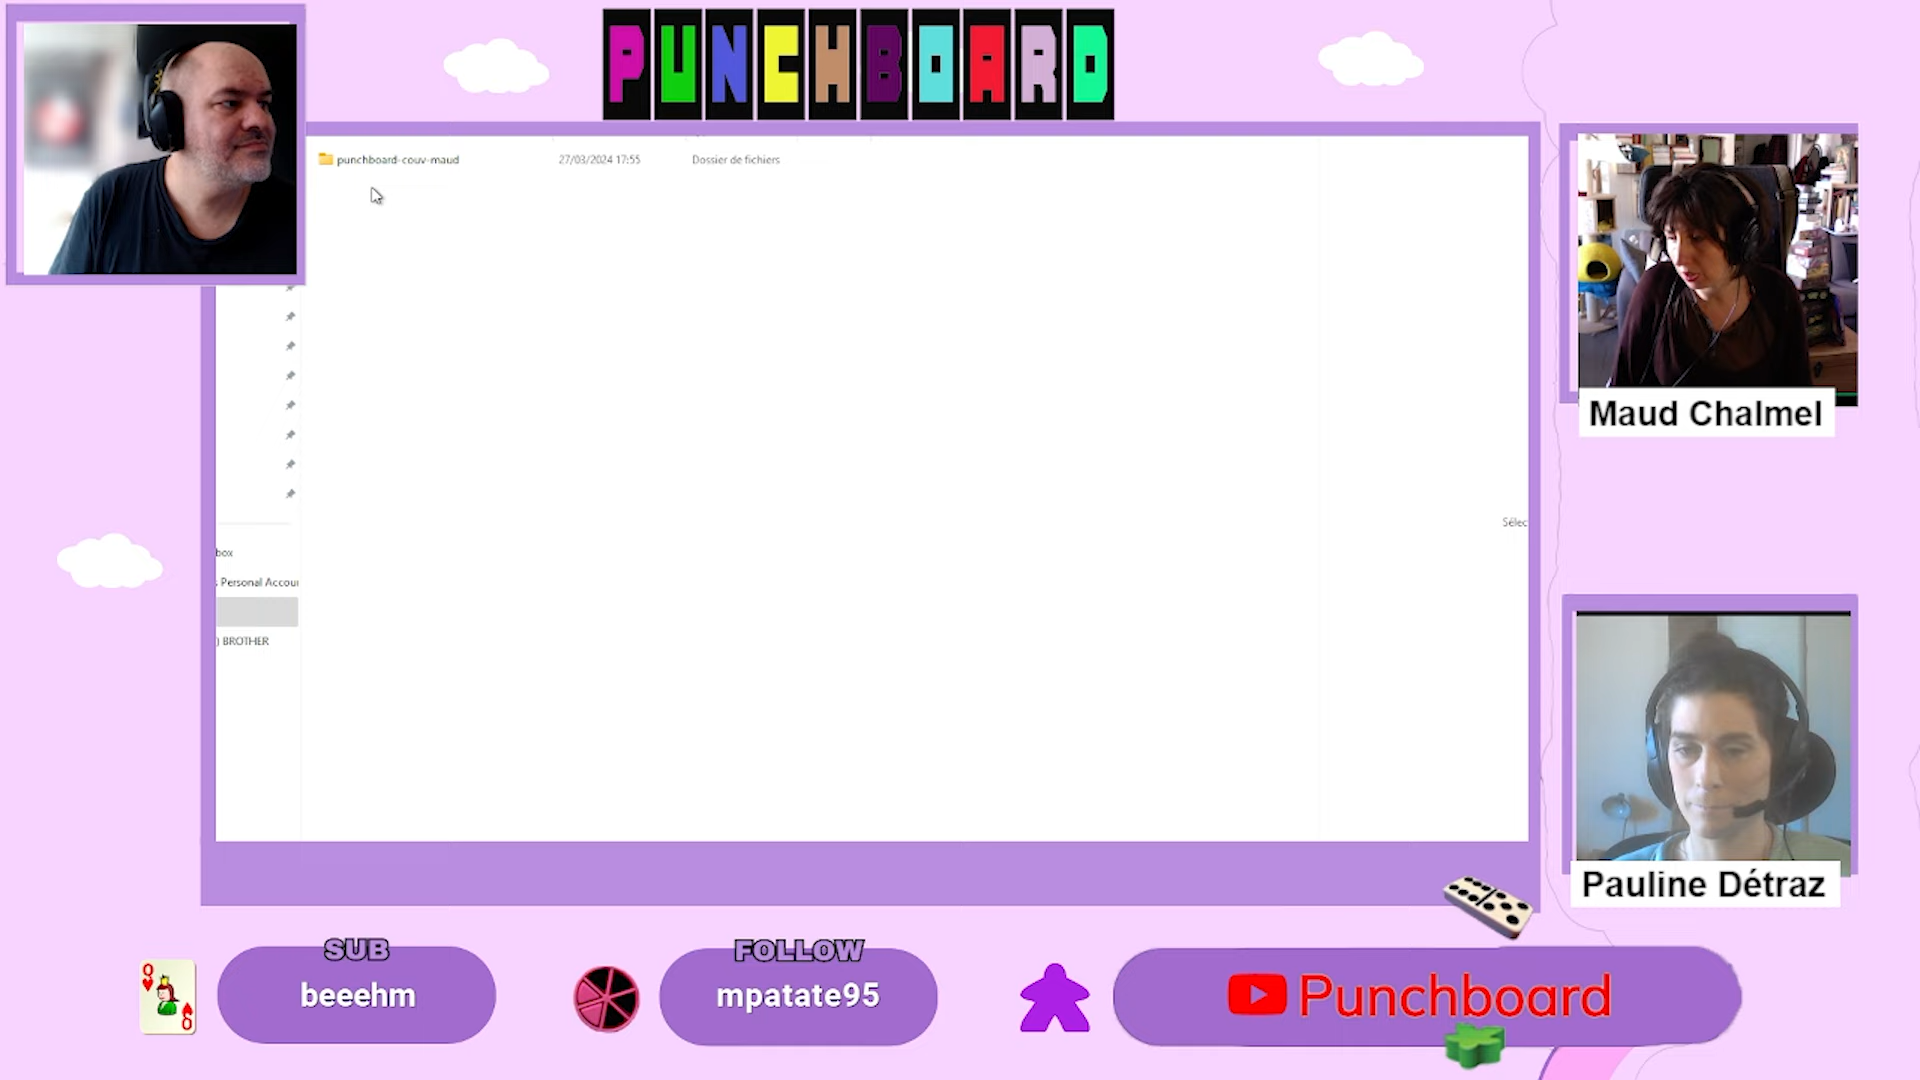 PUNCHBOARD
punchboard-couv-maud 27/03/2024 17:55 Dossier de fichiers
Maud Chalmel
Sélec
box
Personal Accou
) BROTHER
Pauline Détraz
SUB
beeehm
FOLLOW
mpatate95
Punchboard
Q
Q